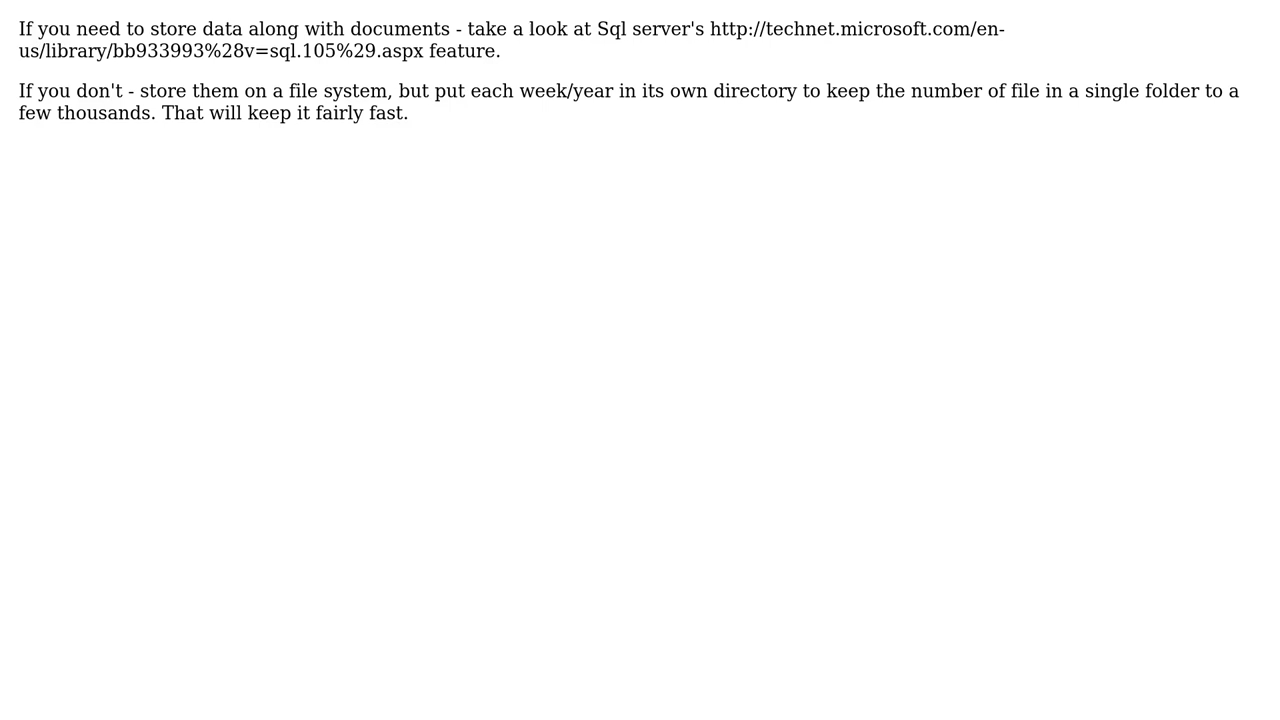 If you need to store data along with documents - take a look at Sql server's http://technet.microsoft.com/en-
us/library/bb933993%28v=sql.105%29.aspx feature.
If you don't - store them on a file system, but put each week/year in its own directory to keep the number of file in a single folder to a
few thousands. That will keep it fairly fast.